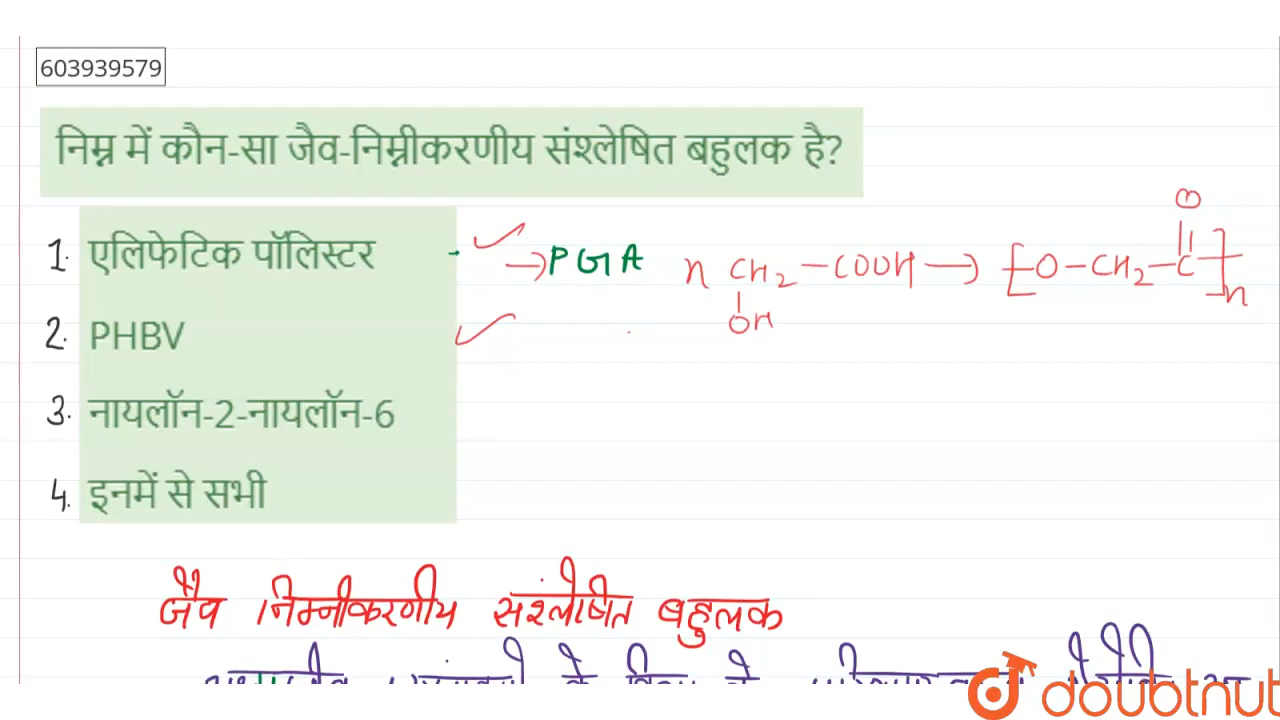 603939579
निम्न में कौन-सा जैव-निम्नीकरणीय संश्लेषित बहुलक है?
1. एलिफेटिक पॉलिस्टर → PGA n CH2 – COOH → [O – CH2 – C]n
O
OH
2. PHBV
3. नायलॉन-2-नायलॉन-6
4. इनमें से सभी
जैव निम्नीकरणीय संश्लेषित बहुलक
doubtnut